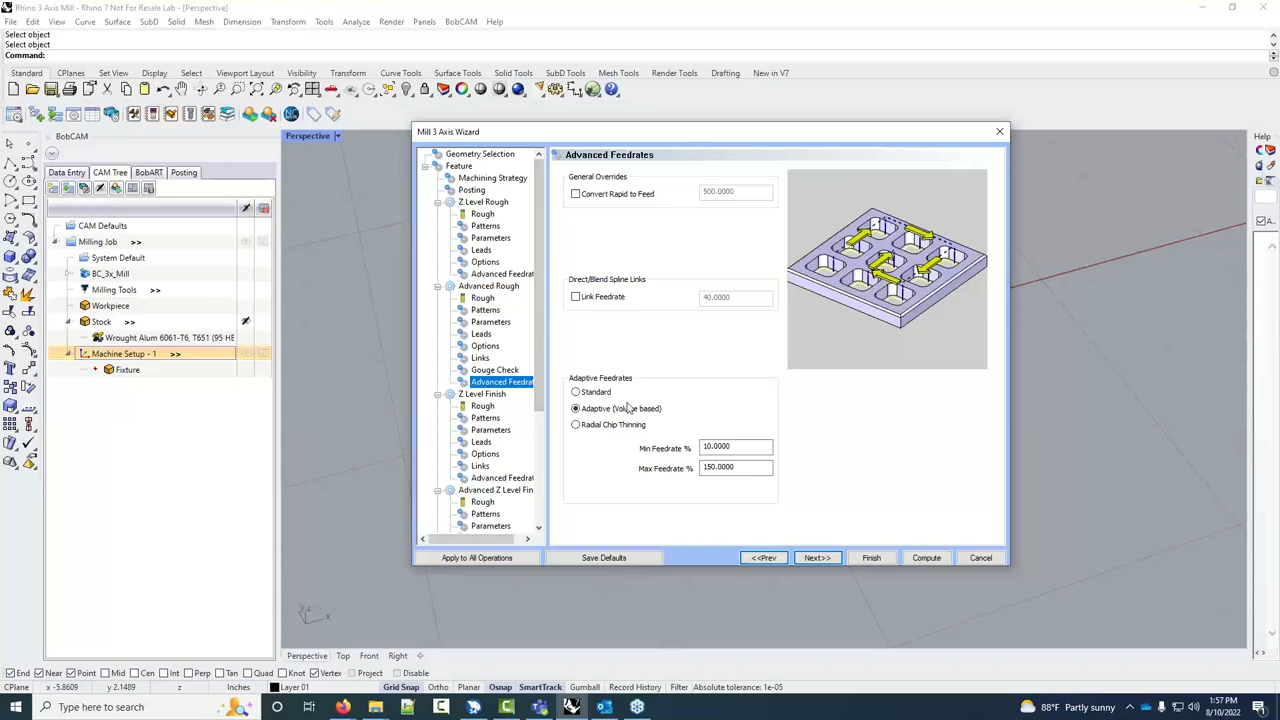 Rhino 3 Axis Mill - Rhino 7 Not For Resale Lab - [Perspective]
File Edit View Curve Surface SubD Solid Mesh Dimension Transform Tools Analyze Render Panels BobCAM Help
Select object
Select object
Command:
Standard CPlanes Set View Display Select Viewport Layout Visibility Transform Curve Tools Surface Tools Solid Tools SubD Tools Mesh Tools Render Tools Drafting New in V7
BobCAM
Data Entry CAM Tree BobART Posting
CAM Defaults
Milling Job >>
System Default
BC_3x_Mill
Milling Tools >>
Workpiece
Stock >>
Wrought Alum 6061-T6, T651 (95 HE
Machine Setup - 1 >>
Fixture
Perspective
Mill 3 Axis Wizard
Geometry Selection
Feature
Machining Strategy
Posting
Z Level Rough
Rough
Patterns
Parameters
Leads
Options
Advanced Feedrat
Advanced Rough
Rough
Patterns
Parameters
Leads
Options
Links
Gouge Check
Advanced Feedrat
Z Level Finish
Rough
Patterns
Parameters
Leads
Options
Links
Advanced Feedrat
Advanced Z Level Fin
Rough
Patterns
Parameters
Advanced Feedrates
General Overrides
Convert Rapid to Feed 500.0000
Direct/Blend Spline Links
Link Feedrate 40.0000
Adaptive Feedrates
Standard
Adaptive (Volume based)
Radial Chip Thinning
Min Feedrate % 10.0000
Max Feedrate % 150.0000
Apply to All Operations Save Defaults <<Prev Next>> Finish Compute Cancel
Help
y z
x
Perspective Top Front Right
End Near Point Mid Cen Int Perp Tan Quad Knot Vertex Project Disable
CPlane x -5.8609 y 2.1489 z Inches Layer 01 Grid Snap Ortho Planar Osnap SmartTrack Gumball Record History Filter Absolute tolerance: 1e-05
Type here to search
88°F Partly sunny
1:57 PM
8/10/2022